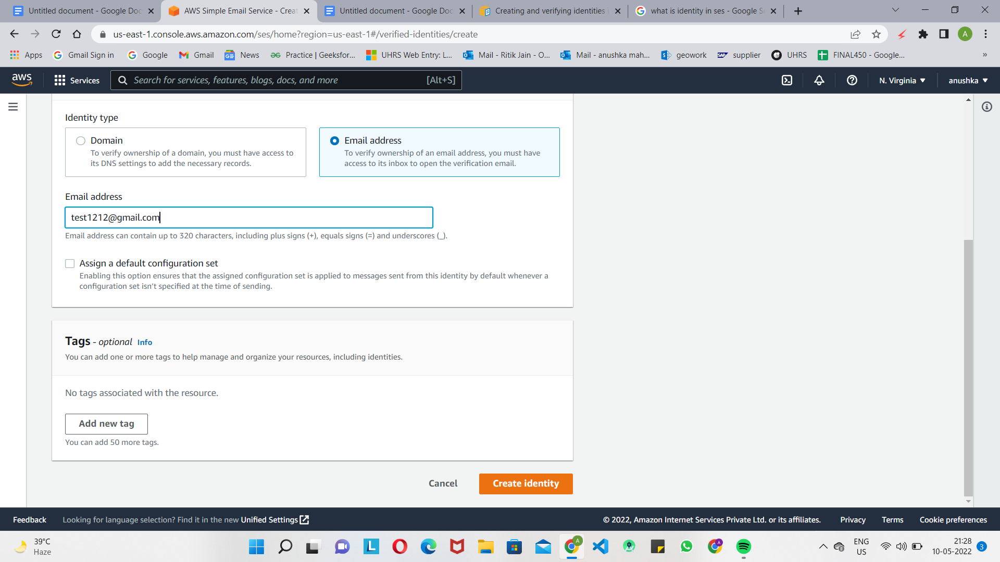 Untitled document - Google Doc
AWS Simple Email Service - Creat
Untitled document - Google Doc
Creating and verifying identities i
what is identity in ses - Google Se
us-east-1.console.aws.amazon.com/ses/home?region=us-east-1#/verified-identities/create
A
Apps
Gmail Sign in
Google
Gmail
News
Practice | Geeksfor...
UHRS Web Entry: L...
Mail - Ritik Jain - O...
Mail - anushka mah...
geowork
supplier
UHRS
FINAL450 - Google...
»
aws
Services
Search for services, features, blogs, docs, and more
[Alt+S]
N. Virginia
anushka
Identity type
Domain
To verify ownership of a domain, you must have access to
its DNS settings to add the necessary records.
Email address
To verify ownership of an email address, you must have
access to its inbox to open the verification email.
Email address
test1212@gmail.com
Email address can contain up to 320 characters, including plus signs (+), equals signs (=) and underscores (_).
Assign a default configuration set
Enabling this option ensures that the assigned configuration set is applied to messages sent from this identity by default whenever a
configuration set isn’t specified at the time of sending.
Tags - optional Info
You can add one or more tags to help manage and organize your resources, including identities.
No tags associated with the resource.
Add new tag
You can add 50 more tags.
Cancel
Create identity
Feedback
Looking for language selection? Find it in the new Unified Settings
© 2022, Amazon Internet Services Private Ltd. or its affiliates.
Privacy
Terms
Cookie preferences
39°C
Haze
ENG
US
21:28
10-05-2022
3